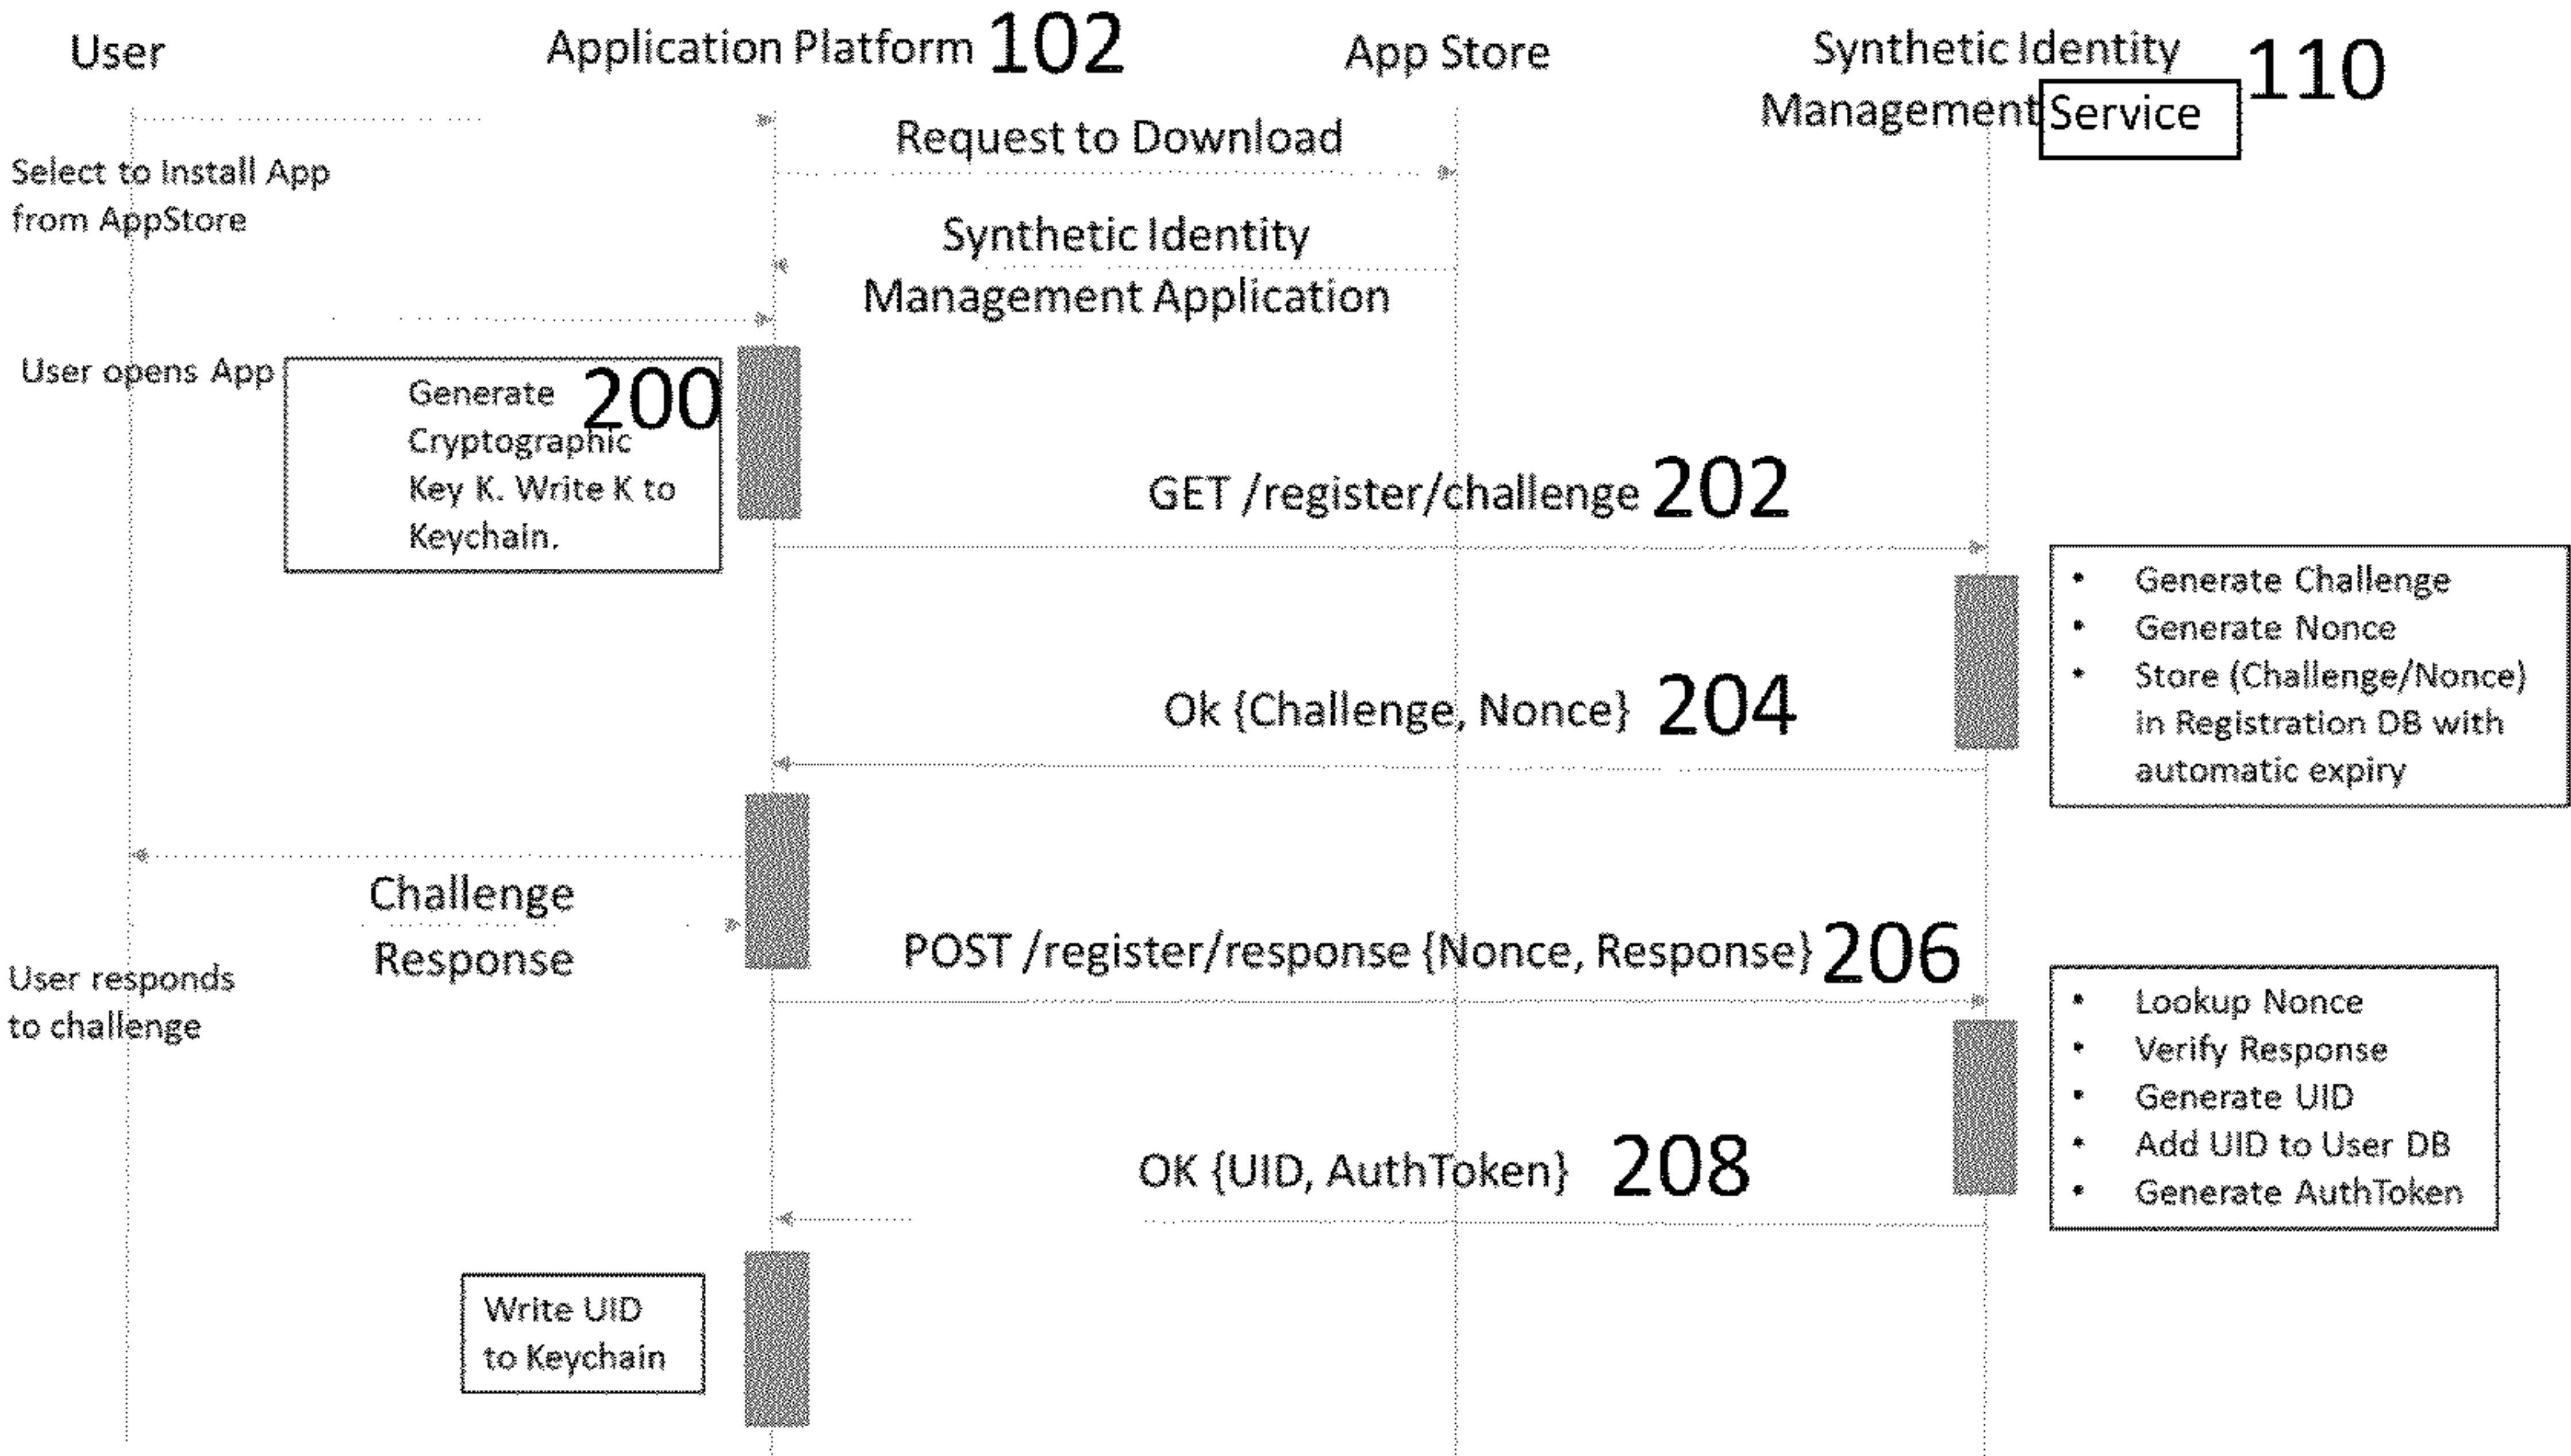 User
Application Platform 102
App Store
Synthetic Identity
Management Service 110
Select to Install App
from AppStore
Request to Download
Synthetic Identity
Management Application
User opens App
Generate 200
Cryptographic
Key K. Write K to
Keychain.
GET /register/challenge 202
• Generate Challenge
• Generate Nonce
• Store (Challenge/Nonce)
in Registration DB with
automatic expiry
Ok {Challenge, Nonce} 204
Challenge
Response
User responds
to challenge
POST /register/response {Nonce, Response} 206
• Lookup Nonce
• Verify Response
• Generate UID
• Add UID to User DB
• Generate AuthToken
OK {UID, AuthToken} 208
Write UID
to Keychain